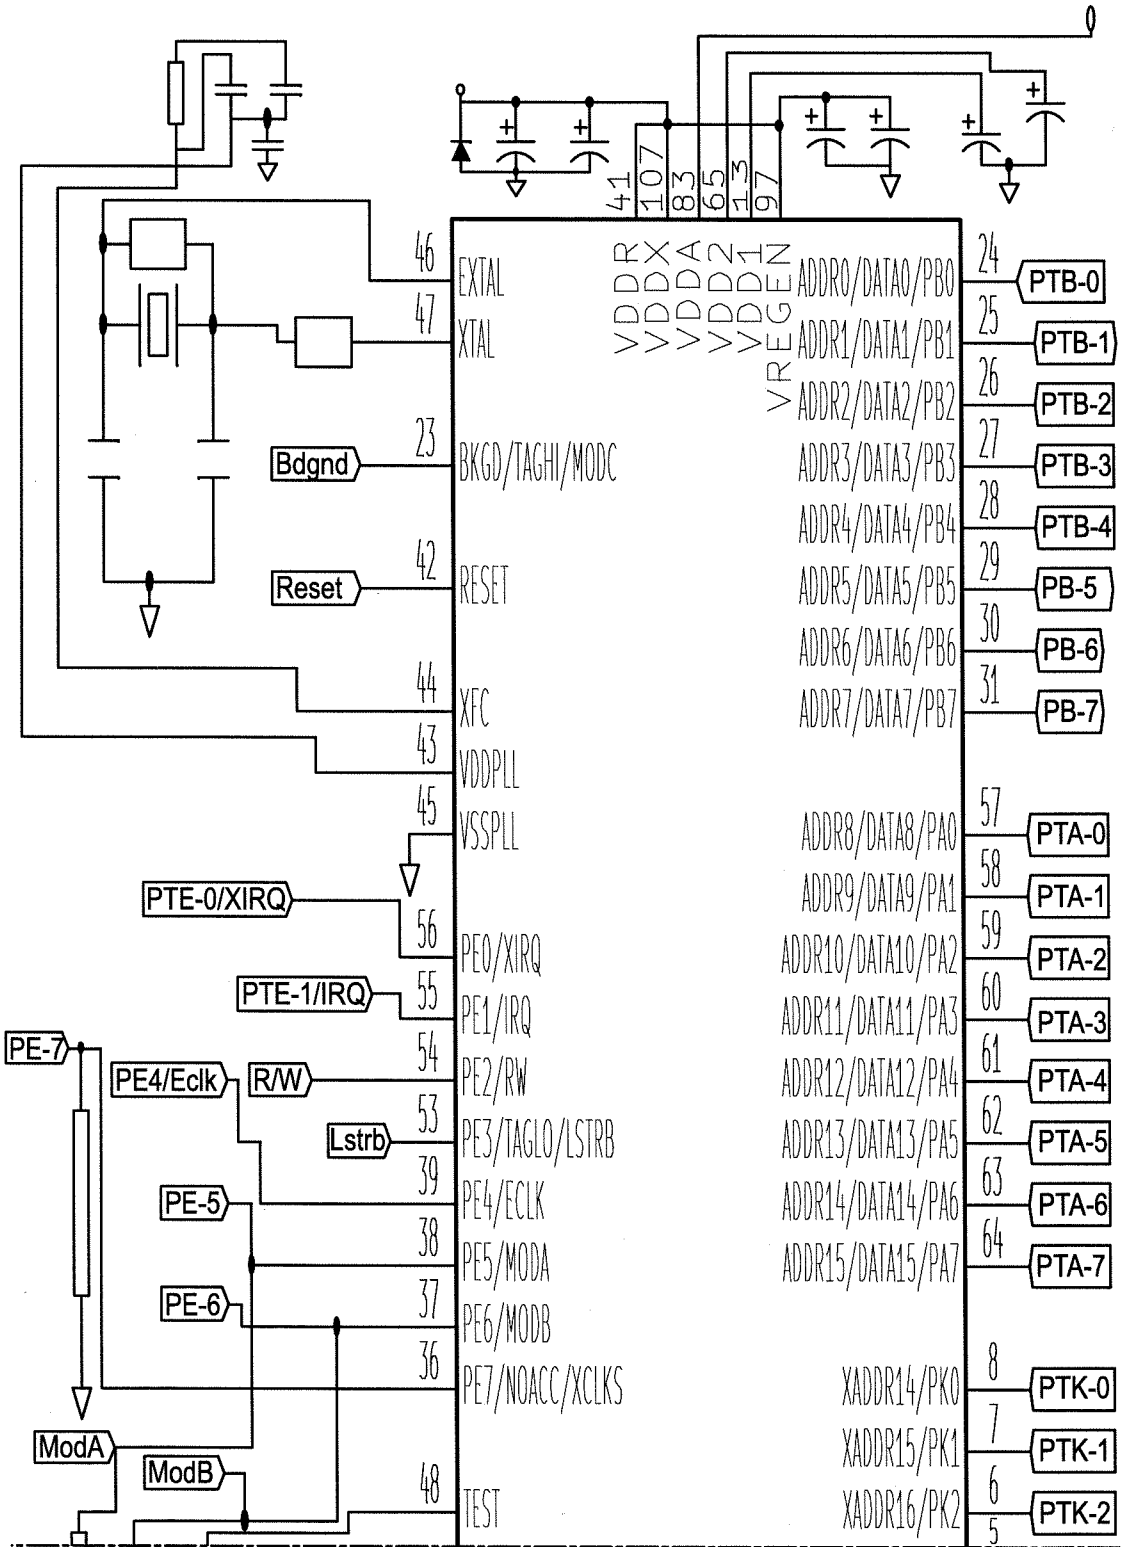 +
+
+
+
+
+
41
107
83
65
13
97
VDDR
VDDX
VDDA
VDD2
VDD1
VREGEN
46 EXTAL
47 XTAL
Bdgnd 23 BKGD/TAGHI/MODC
Reset 42 RESET
44 XFC
43 VDDPLL
45 VSSPLL
PTE-0/XIRQ 56 PE0/XIRQ
PTE-1/IRQ 55 PE1/IRQ
R/W 54 PE2/RW
Lstrb 53 PE3/TAGLO/LSTRB
PE4/Eclk 39 PE4/ECLK
PE-5 38 PE5/MODA
PE-6 37 PE6/MODB
PE-7 36 PE7/NOACC/XCLKS
ModA
ModB
48 TEST
ADDR0/DATA0/PB0 24 PTB-0
ADDR1/DATA1/PB1 25 PTB-1
ADDR2/DATA2/PB2 26 PTB-2
ADDR3/DATA3/PB3 27 PTB-3
ADDR4/DATA4/PB4 28 PTB-4
ADDR5/DATA5/PB5 29 PB-5
ADDR6/DATA6/PB6 30 PB-6
ADDR7/DATA7/PB7 31 PB-7
ADDR8/DATA8/PA0 57 PTA-0
ADDR9/DATA9/PA1 58 PTA-1
ADDR10/DATA10/PA2 59 PTA-2
ADDR11/DATA11/PA3 60 PTA-3
ADDR12/DATA12/PA4 61 PTA-4
ADDR13/DATA13/PA5 62 PTA-5
ADDR14/DATA14/PA6 63 PTA-6
ADDR15/DATA15/PA7 64 PTA-7
XADDR14/PK0 8 PTK-0
XADDR15/PK1 7 PTK-1
XADDR16/PK2 6 PTK-2
5